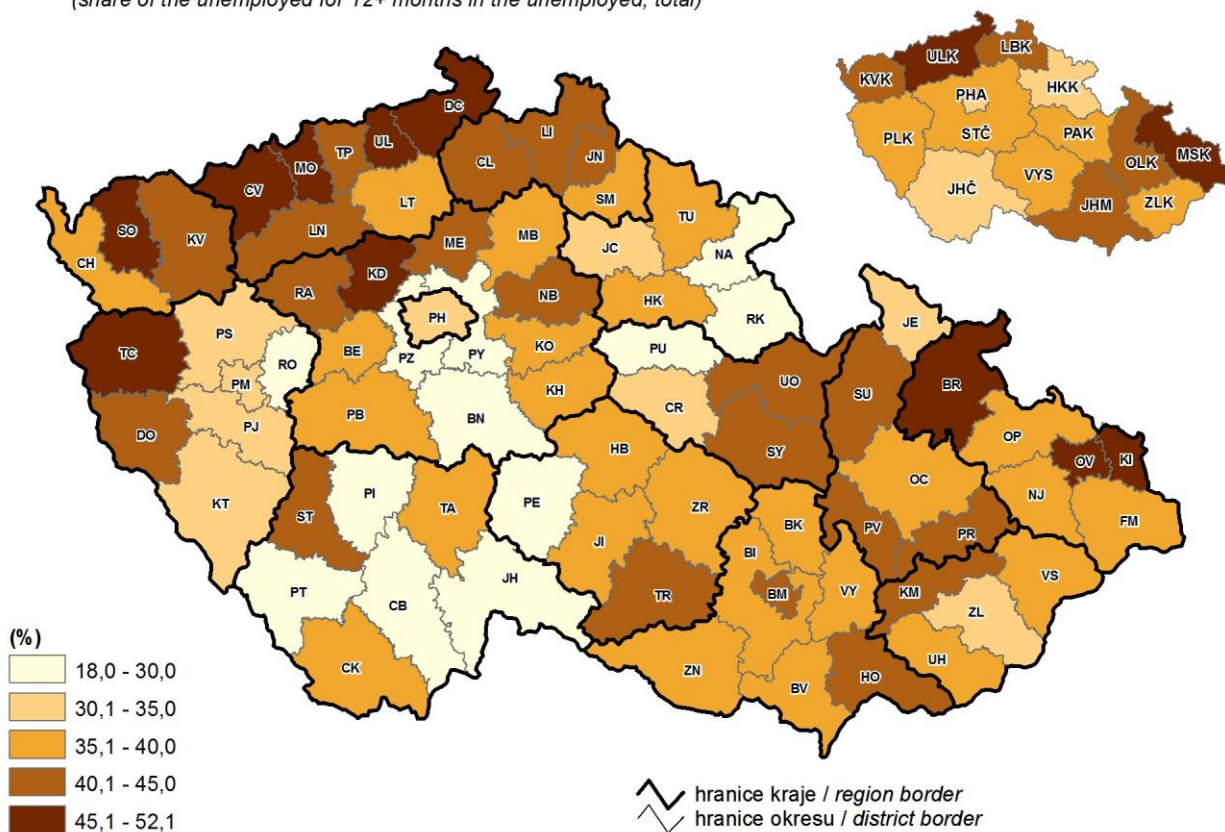 (share of the unemployed for 12+ months in the unemployed, total)
ULK
LBK
KVK
HKK
PHA
PLK
STČ
PAK
OLK
MSK
JHČ
VYS
JHM
ZLK
DC
UL
TP
MO
LI
JN
CL
CV
LT
SM
TU
SO
KV
LN
ME
MB
JC
NA
CH
KD
RA
NB
HK
PH
RK
JE
TC
PS
RO
BE
PZ
PY
KO
PU
PM
BR
UO
SU
PB
BN
KH
CR
DO
PJ
OP
SY
HB
OV
KI
KT
ST
PI
TA
PE
ZR
OC
NJ
FM
BK
PV
PR
JI
BI
PT
CB
JH
TR
BM
VY
KM
VS
ZL
CK
ZN
BV
HO
UH
(%)
18,0 - 30,0
30,1 - 35,0
35,1 - 40,0
40,1 - 45,0
45,1 - 52,1
hranice kraje / region border
hranice okresu / district border